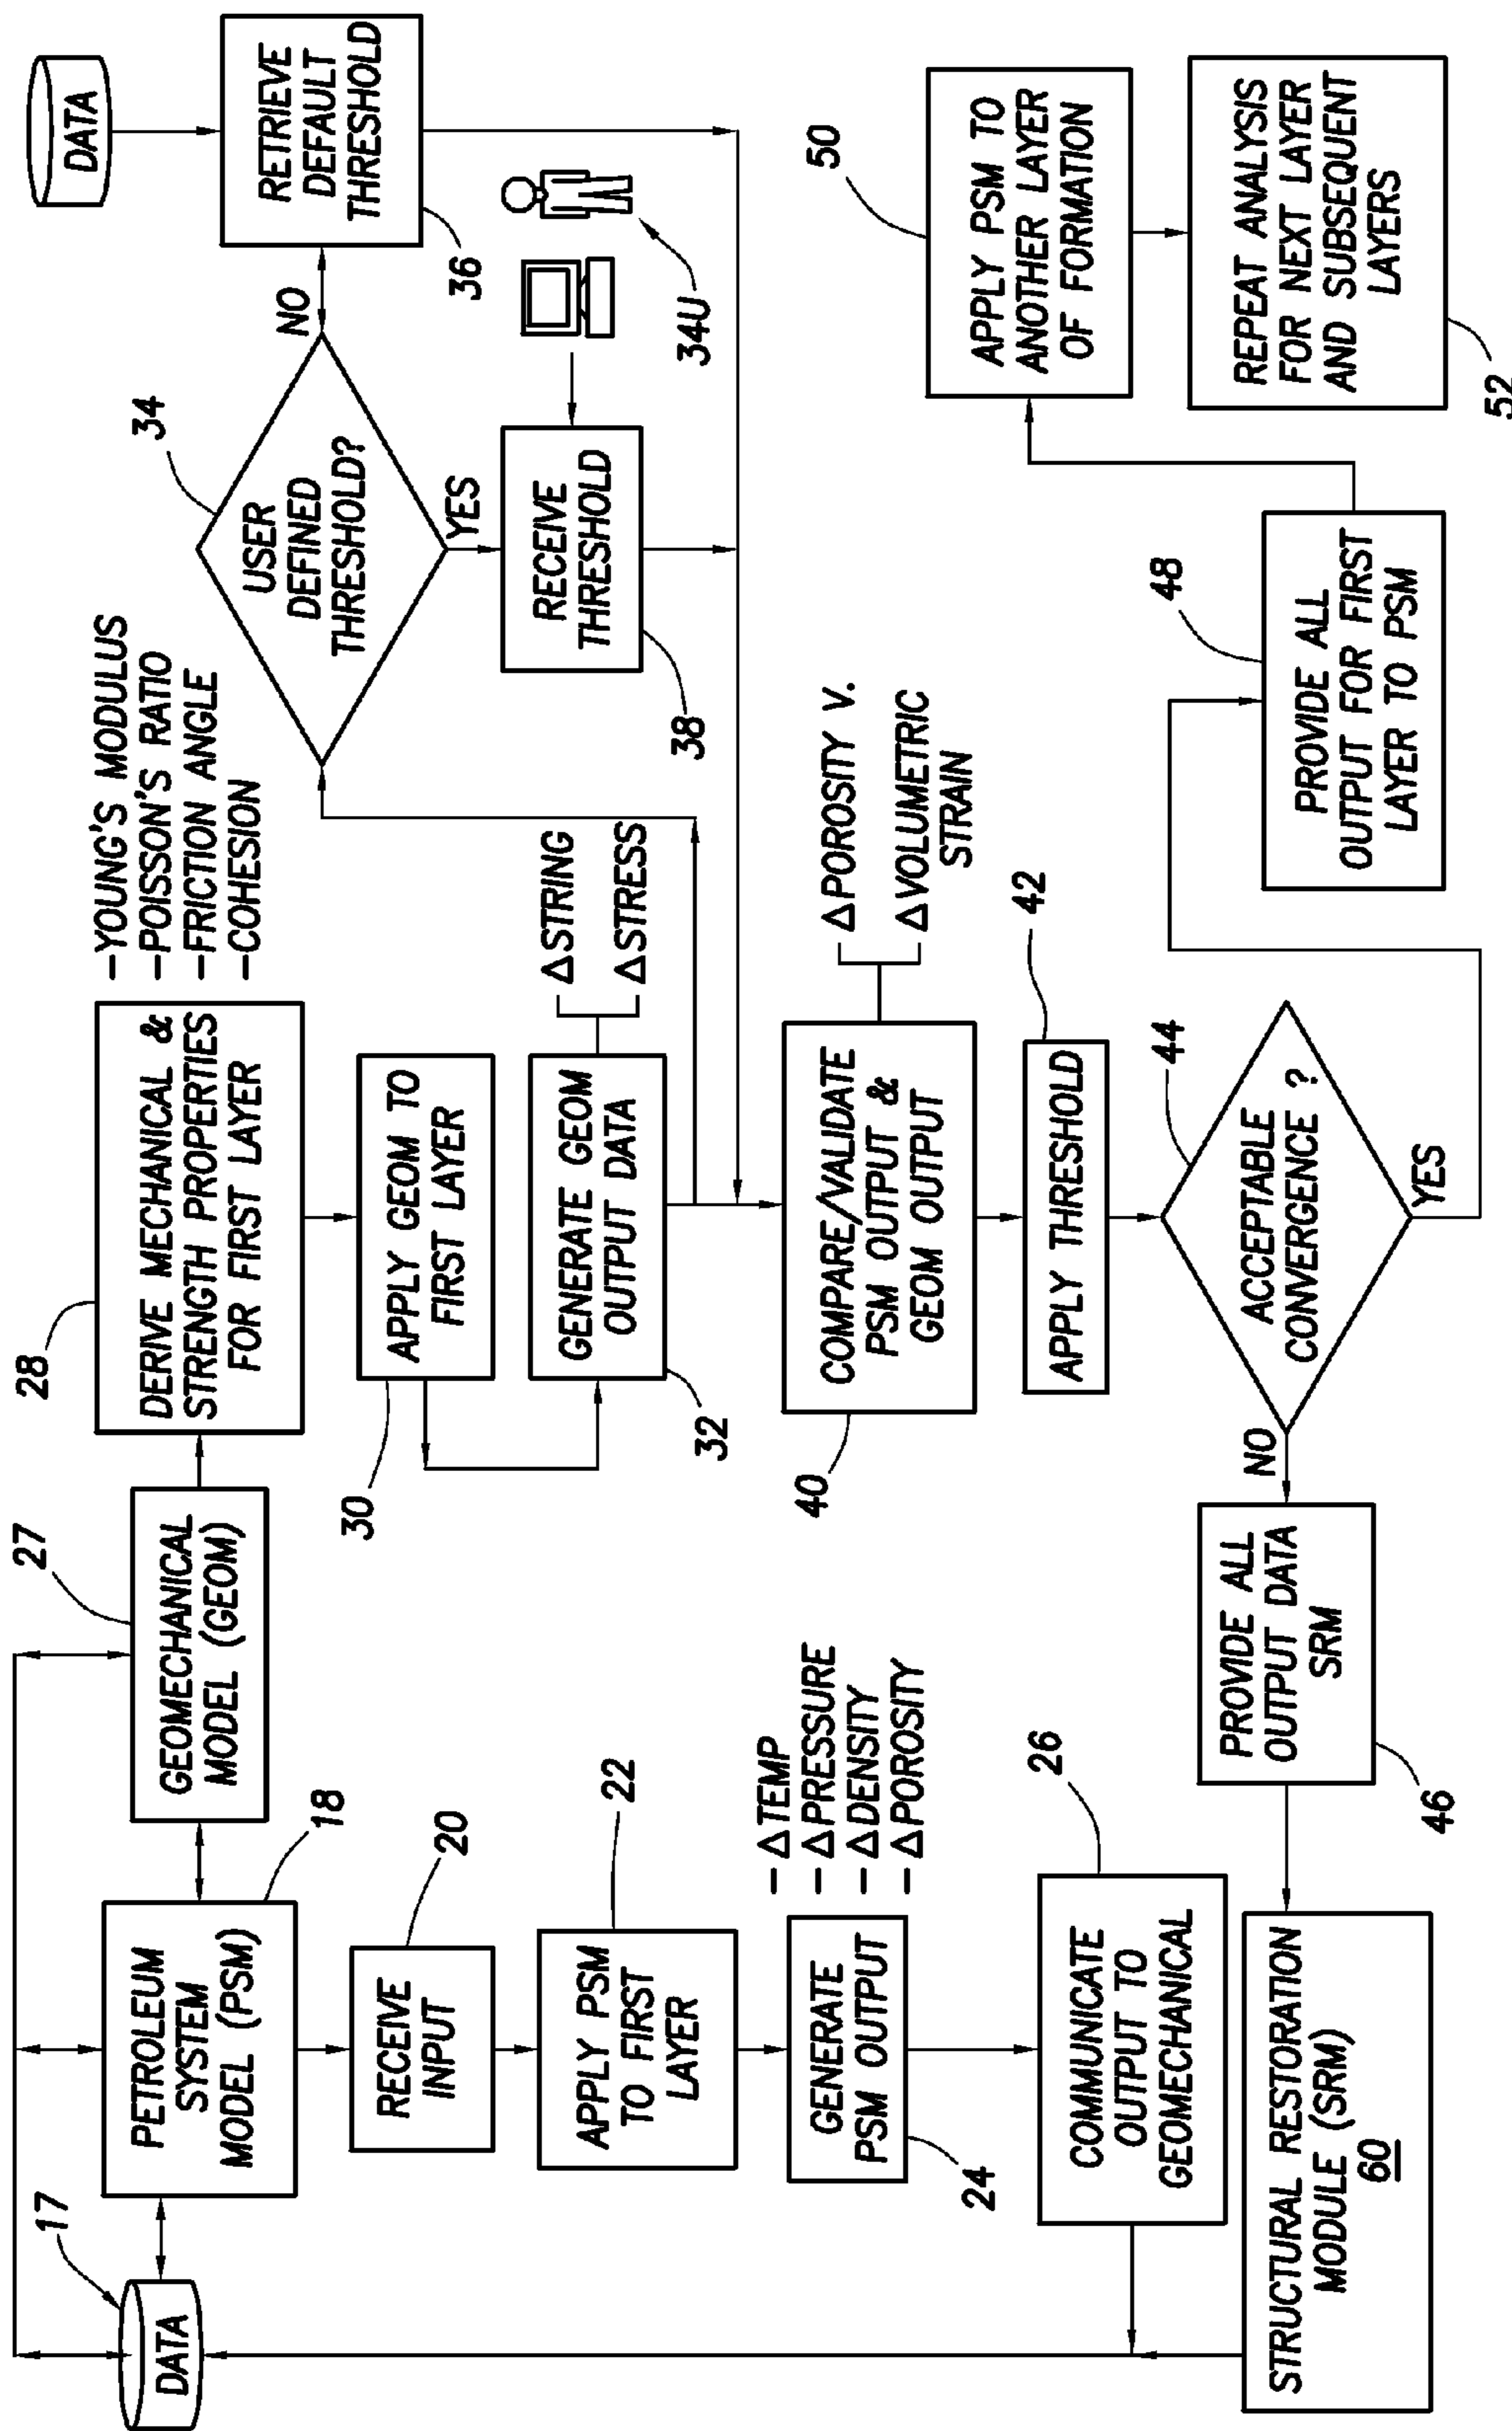 17
DATA
PETROLEUM
SYSTEM
MODEL (PSM)
18
RECEIVE
INPUT
20
APPLY PSM
TO FIRST
LAYER
22
GENERATE
PSM OUTPUT
24
- ΔTEMP
- ΔPRESSURE
- ΔDENSITY
- ΔPOROSITY
COMMUNICATE
OUTPUT TO
GEOMECHANICAL
26
STRUCTURAL RESTORATION
MODULE (SRM)
60
27
GEOMECHANICAL
MODEL (GEOM)
28
DERIVE MECHANICAL &
STRENGTH PROPERTIES
FOR FIRST LAYER
-YOUNG'S MODULUS
-POISSON'S RATIO
-FRICTION ANGLE
-COHESION
30
APPLY GEOM TO
FIRST LAYER
32
GENERATE GEOM
OUTPUT DATA
ΔSTRING
ΔSTRESS
34
USER
DEFINED
THRESHOLD?
NO
YES
DATA
RETRIEVE
DEFAULT
THRESHOLD
36
34U
RECEIVE
THRESHOLD
38
40
COMPARE/VALIDATE
PSM OUTPUT &
GEOM OUTPUT
ΔPOROSITY V.
ΔVOLUMETRIC
STRAIN
APPLY THRESHOLD
42
44
ACCEPTABLE
CONVERGENCE ?
NO
YES
PROVIDE ALL
OUTPUT DATA
SRM
46
48
PROVIDE ALL
OUTPUT FOR FIRST
LAYER TO PSM
50
APPLY PSM TO
ANOTHER LAYER
OF FORMATION
REPEAT ANALYSIS
FOR NEXT LAYER
AND SUBSEQUENT
LAYERS
52